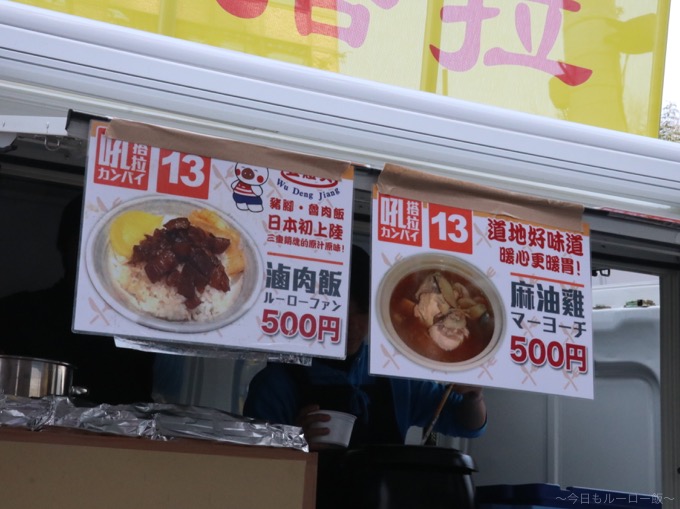 搭拉
吼搭拉
カンパイ
13
Wu Deng Jiang
豬腳・魯肉飯
日本初上陸
滷肉飯
ルーローファン
500円
吼搭拉
カンパイ
13
道地好味道
暖心更暖胃！
麻油雞
マーヨーチ
500円
～今日もルーロー飯～